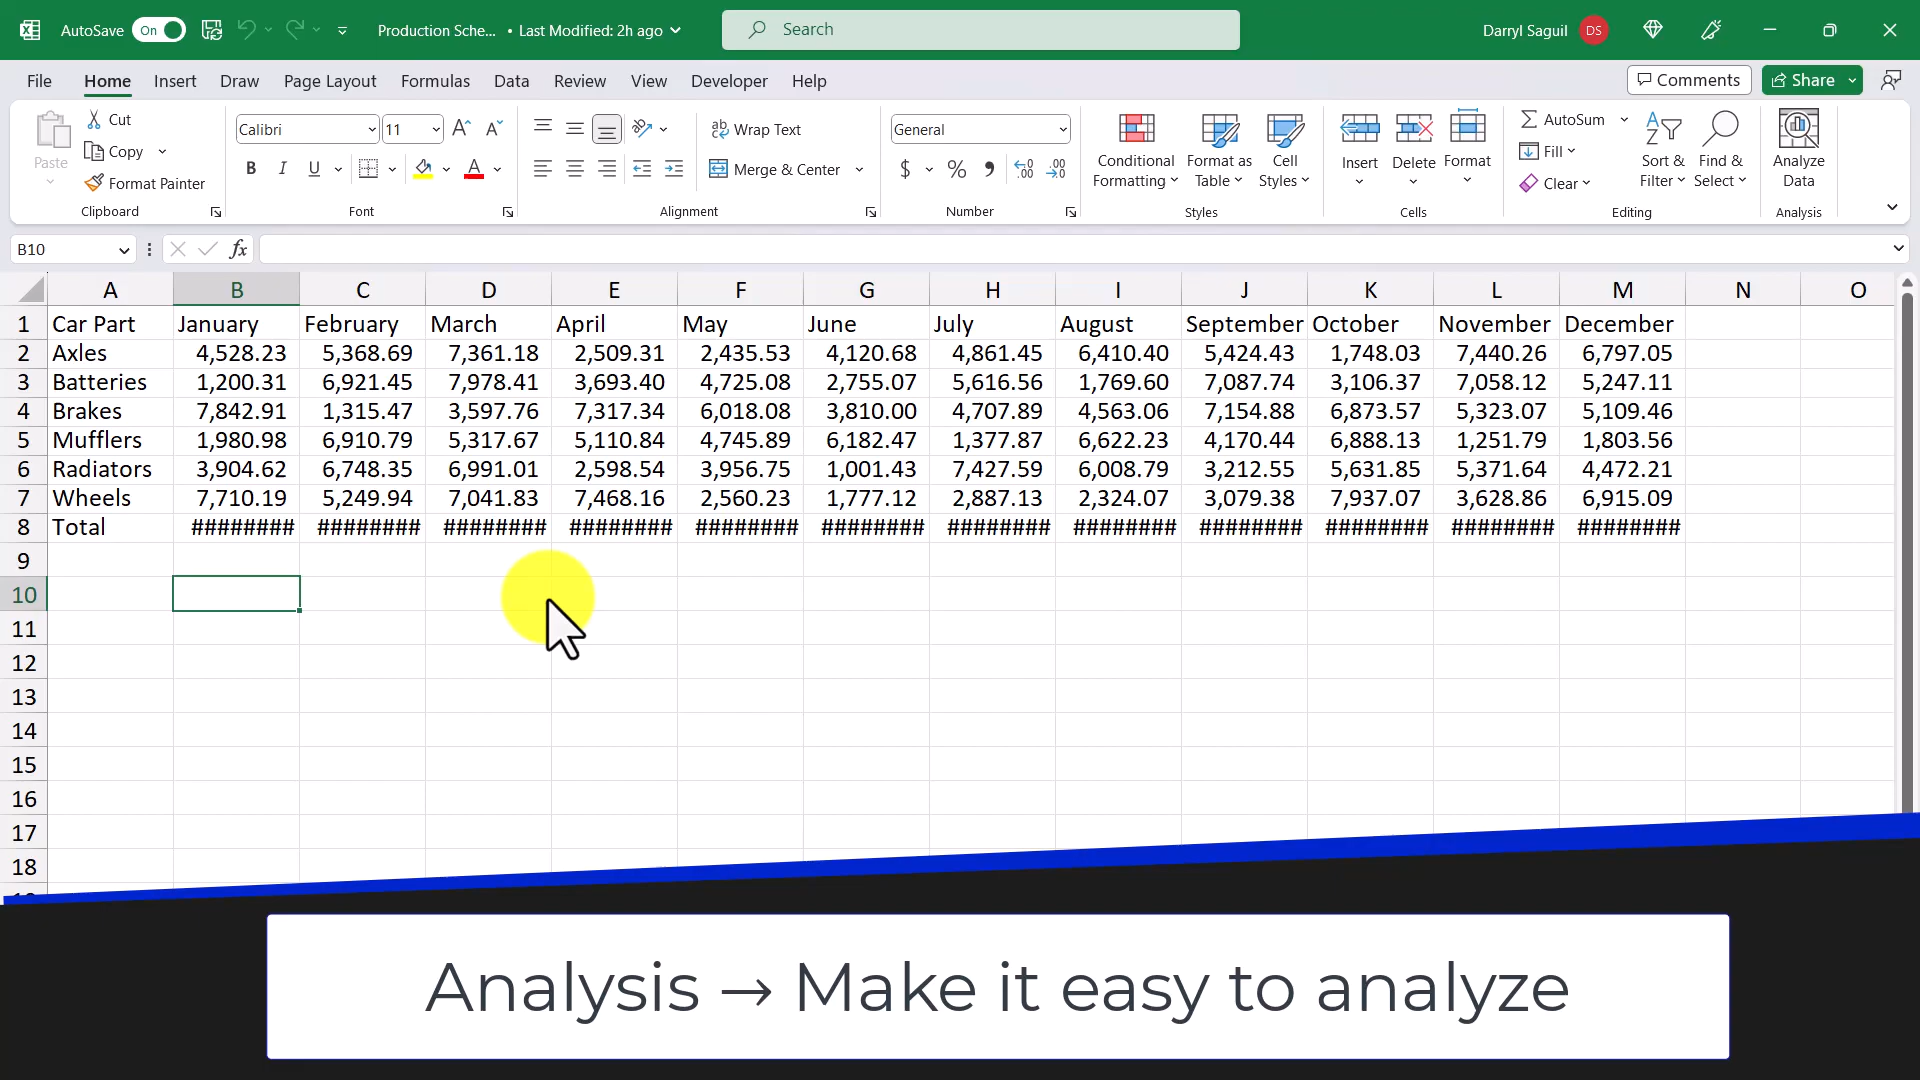 AutoSave On Production Sche... • Last Modified: 2h ago Search Darryl Saguil DS
File Home Insert Draw Page Layout Formulas Data Review View Developer Help Comments Share
Paste
Cut
Copy
Format Painter
Clipboard
Calibri 11
B I U A
Font
Wrap Text
Merge & Center
Alignment
General
$ % 9
Number
Conditional Formatting
Format as Table
Cell Styles
Styles
Insert Delete Format
Cells
AutoSum
Fill
Clear
Sort & Filter
Find & Select
Editing
Analyze Data
Analysis
B10 fx
A B C D E F G H I J K L M N O
1 Car Part January February March April May June July August September October November December
2 Axles 4,528.23 5,368.69 7,361.18 2,509.31 2,435.53 4,120.68 4,861.45 6,410.40 5,424.43 1,748.03 7,440.26 6,797.05
3 Batteries 1,200.31 6,921.45 7,978.41 3,693.40 4,725.08 2,755.07 5,616.56 1,769.60 7,087.74 3,106.37 7,058.12 5,247.11
4 Brakes 7,842.91 1,315.47 3,597.76 7,317.34 6,018.08 3,810.00 4,707.89 4,563.06 7,154.88 6,873.57 5,323.07 5,109.46
5 Mufflers 1,980.98 6,910.79 5,317.67 5,110.84 4,745.89 6,182.47 1,377.87 6,622.23 4,170.44 6,888.13 1,251.79 1,803.56
6 Radiators 3,904.62 6,748.35 6,991.01 2,598.54 3,956.75 1,001.43 7,427.59 6,008.79 3,212.55 5,631.85 5,371.64 4,472.21
7 Wheels 7,710.19 5,249.94 7,041.83 7,468.16 2,560.23 1,777.12 2,887.13 2,324.07 3,079.38 7,937.07 3,628.86 6,915.09
8 Total ######## ######## ######## ######## ######## ######## ######## ######## ######## ######## ######## ########
9
10
11
12
13
14
15
16
17
18
Analysis → Make it easy to analyze